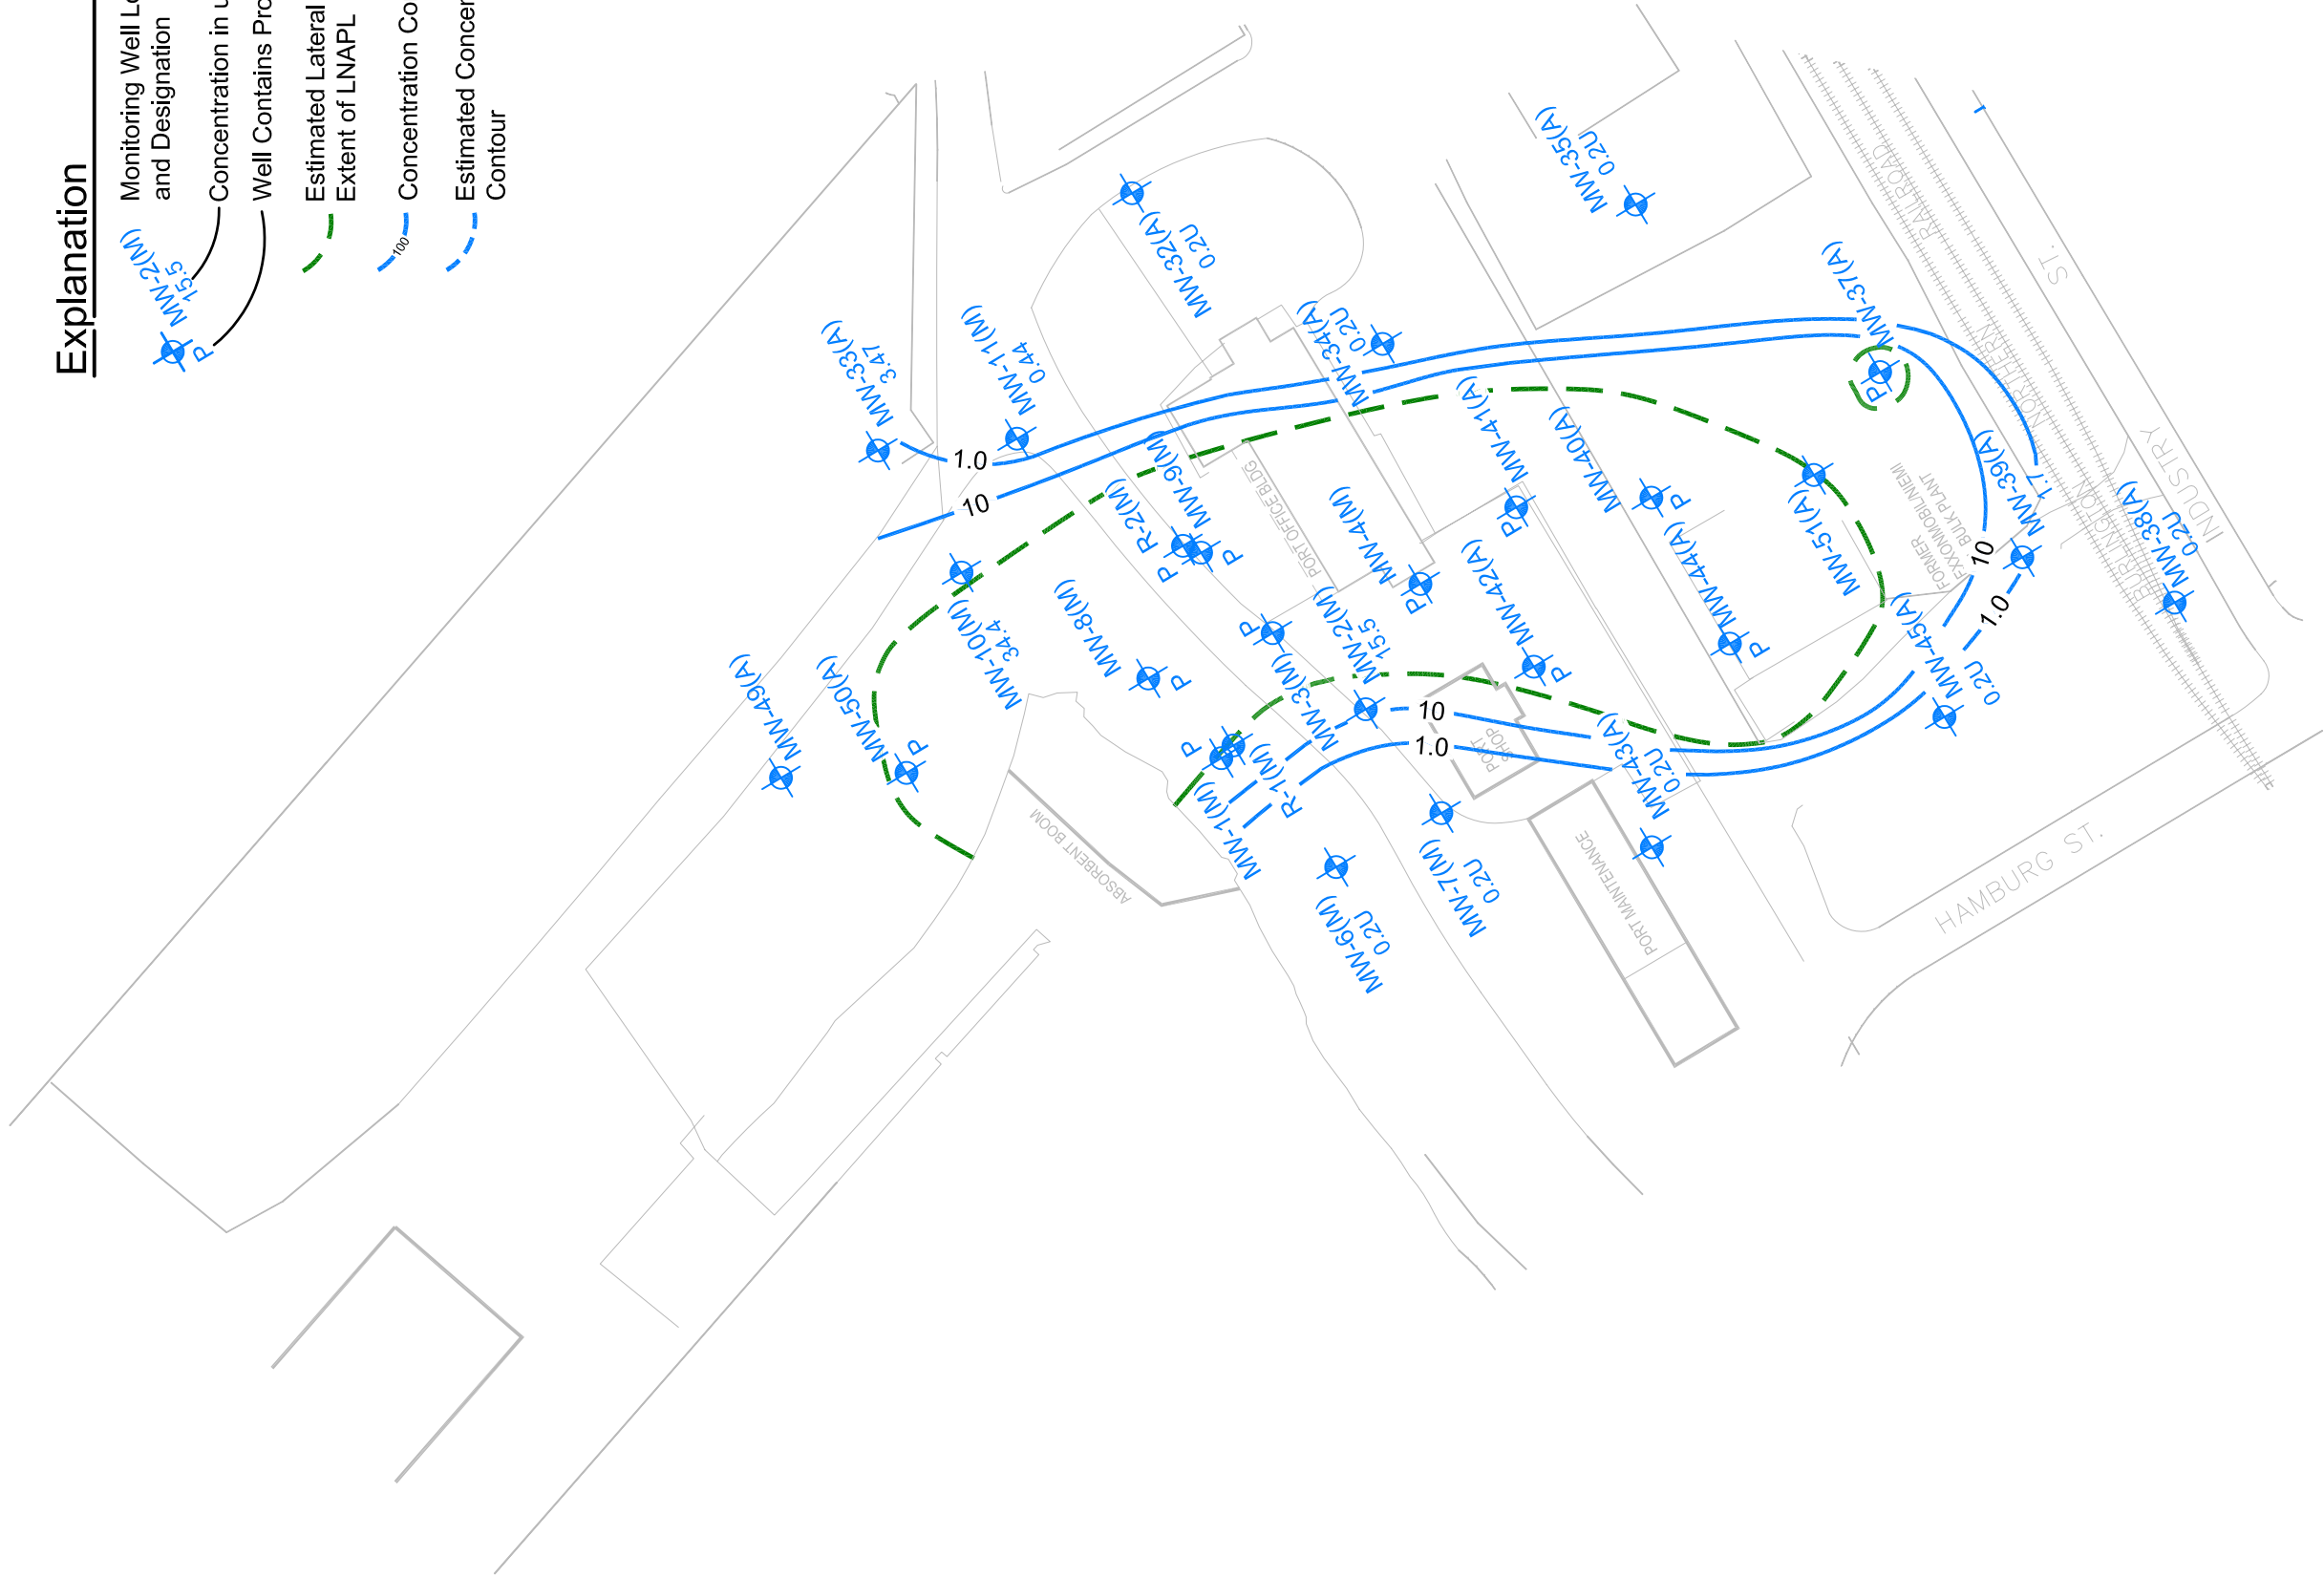 Explanation
MW-2(M)
15.5
P
Monitoring Well Lo
and Designation
Concentration in u
Well Contains Pro
Estimated Lateral
Extent of LNAPL
100
Concentration Co
Estimated Concer
Contour
MW-33(A)
3.47
MW-11(M)
0.44
MW-32(A)
0.2U
MW-34(A)
0.2U
MW-35(A)
0.2U
MW-37(A)
P
RAILROAD
NORTHERN
BURLINGTON
ST.
INDUSTRY
1.0
10
MW-9(M)
P
R-2(M)
P
PORT OFFICE BLDG
MW-41(A)
P
MW-40(A)
P
MW-4(M)
P
MW-42(A)
P
MW-44(A)
P
MW-51(A)
FORMER
EXXONMOBIL/NIEMI
BULK PLANT
MW-39(A)
1.7
MW-38(A)
0.2U
10
1.0
MW-45(A)
0.2U
MW-10(M)
34.4
MW-8(M)
P
MW-49(A)
MW-50(A)
P
P
MW-3(M)
MW-2(M)
15.5
P
R-1(M)
MW-1(M)
10
1.0
PORT
SHOP
MW-43(A)
0.2U
MW-7(M)
0.2U
MW-6(M)
0.2U
ABSORBENT BOOM
PORT MAINTENANCE
HAMBURG ST.